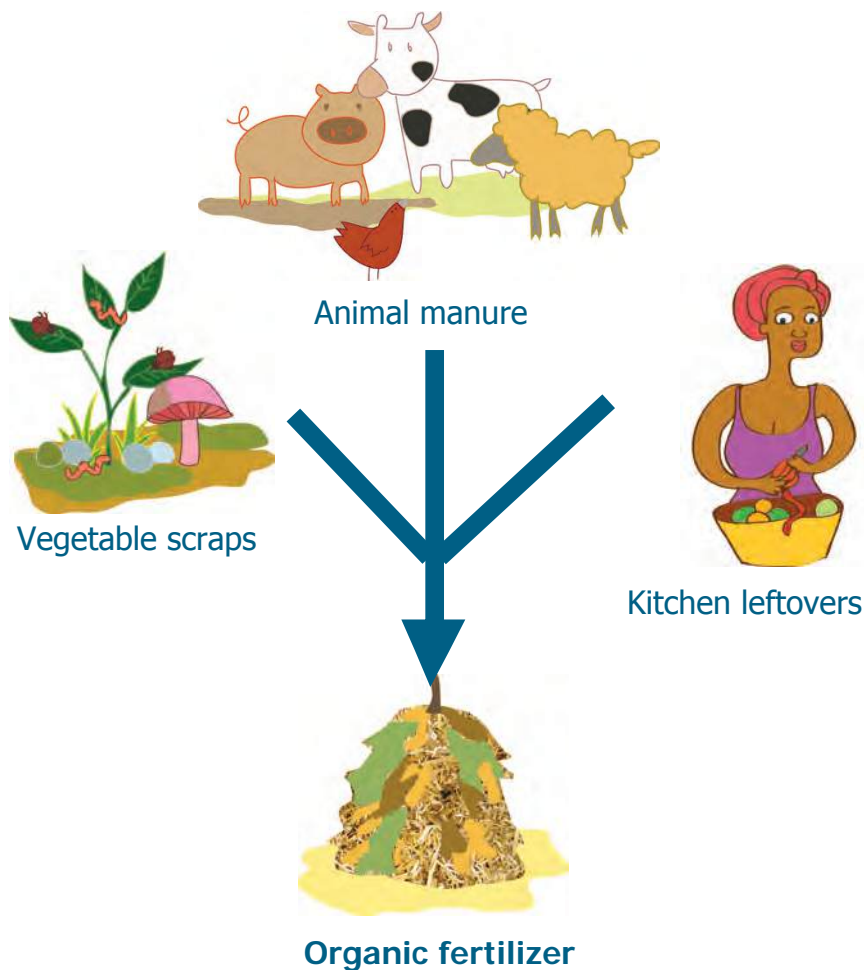 Animal manure
Vegetable scraps
Kitchen leftovers
Organic fertilizer